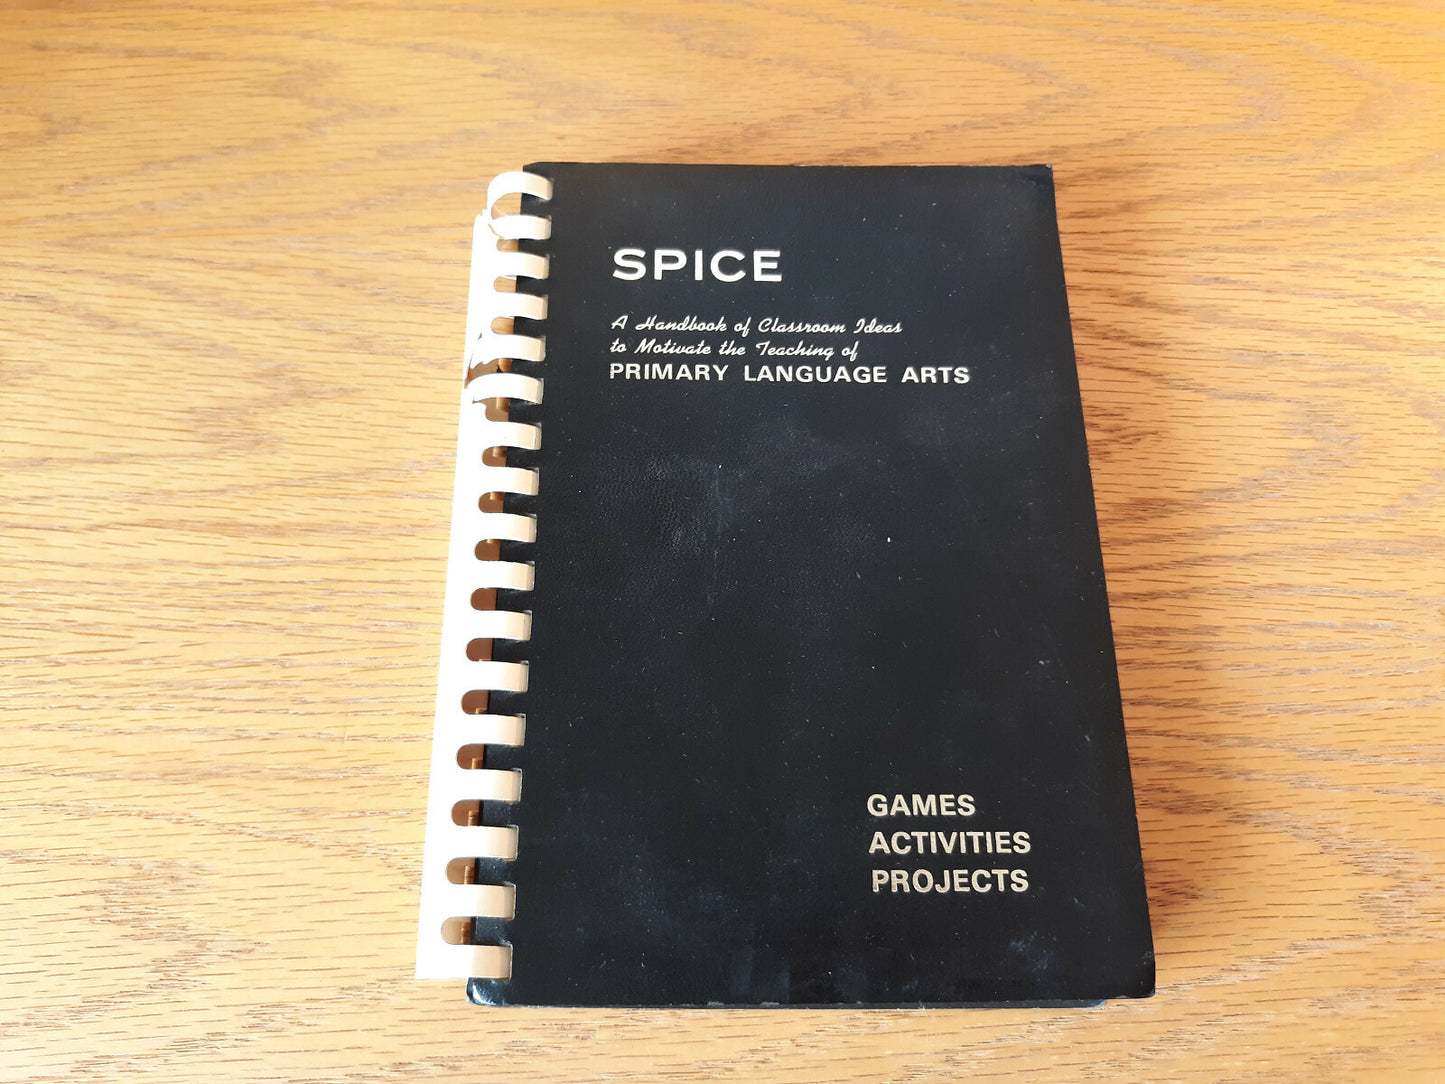 SPICE
A Handbook of Classroom Ideas
to Motivate the Teaching of
PRIMARY LANGUAGE ARTS
GAMES
ACTIVITIES
PROJECTS